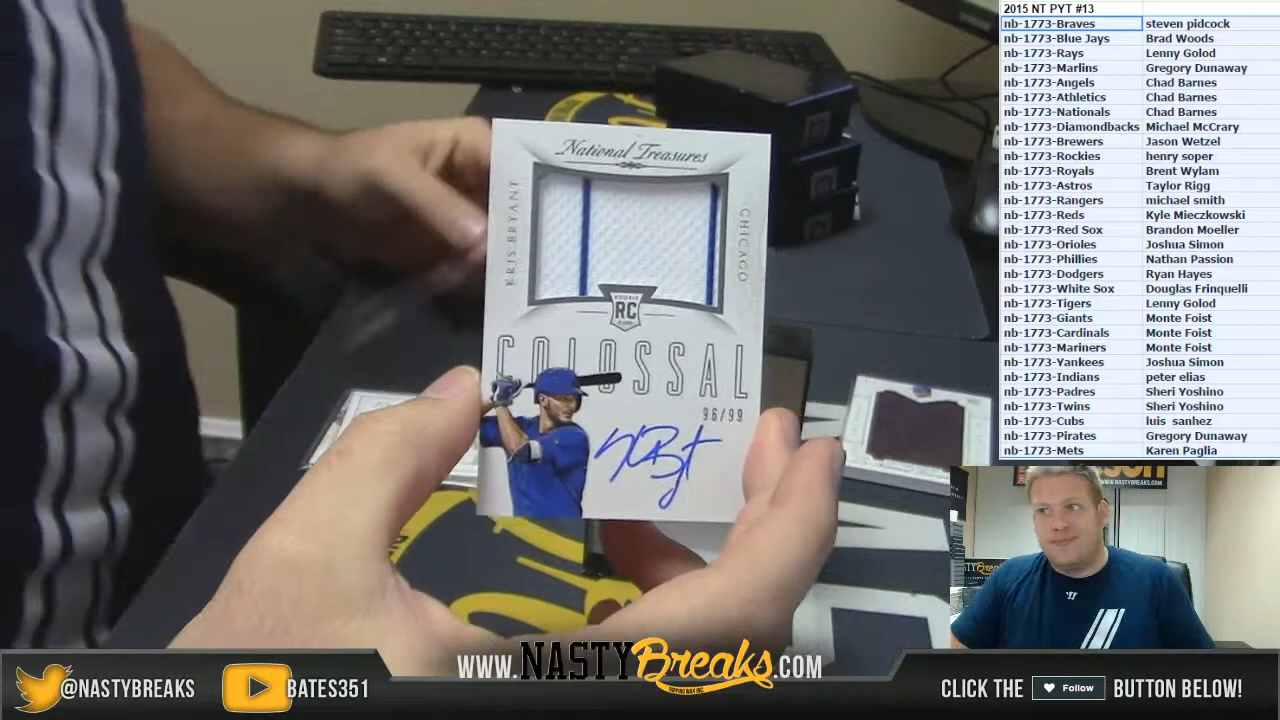 2015 NT PYT #13
nb-1773-Braves steven pidcock
nb-1773-Blue Jays Brad Woods
nb-1773-Rays Lenny Golod
nb-1773-Marlins Gregory Dunaway
nb-1773-Angels Chad Barnes
nb-1773-Athletics Chad Barnes
nb-1773-Nationals Chad Barnes
nb-1773-Diamondbacks Michael McCrary
nb-1773-Brewers Jason Wetzel
nb-1773-Rockies henry soper
nb-1773-Royals Brent Wylam
nb-1773-Astros Taylor Rigg
nb-1773-Rangers michael smith
nb-1773-Reds Kyle Mieczkowski
nb-1773-Red Sox Brandon Moeller
nb-1773-Orioles Joshua Simon
nb-1773-Phillies Nathan Passion
nb-1773-Dodgers Ryan Hayes
nb-1773-White Sox Douglas Frinquelli
nb-1773-Tigers Lenny Golod
nb-1773-Giants Monte Foist
nb-1773-Cardinals Monte Foist
nb-1773-Mariners Monte Foist
nb-1773-Yankees Joshua Simon
nb-1773-Indians peter elias
nb-1773-Padres Sheri Yoshino
nb-1773-Twins Sheri Yoshino
nb-1773-Cubs luis sanhez
nb-1773-Pirates Gregory Dunaway
nb-1773-Mets Karen Paglia
National Treasures
KRIS BRYANT
CHICAGO
ROOKIE
RC
COLOSSAL
96/99
WWW.NASTYBreaks.COM
RIPPING WAX INC.
@NASTYBREAKS
BATES351
CLICK THE Follow BUTTON BELOW!
WWW.NASTYBREAKS.COM